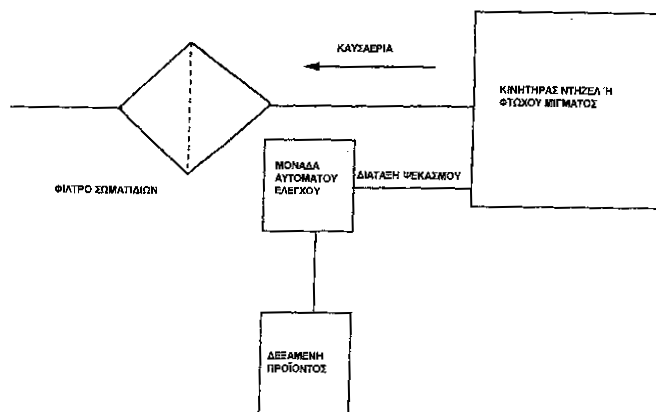 ΚΑΥΣΑΕΡΙΑ
ΚΙΝΗΤΗΡΑΣ ΝΤΗΖΕΛ Ή
ΦΤΩΧΟΥ ΜΙΓΜΑΤΟΣ
ΜΟΝΑΔΑ
ΑΥΤΟΜΑΤΟΥ
ΕΛΕΓΧΟΥ
ΔΙΑΤΑΞΗ ΨΕΚΑΣΜΟΥ
ΦΙΛΤΡΟ ΣΩΜΑΤΙΔΙΩΝ
ΔΕΞΑΜΕΝΗ
ΠΡΟΪΟΝΤΟΣ